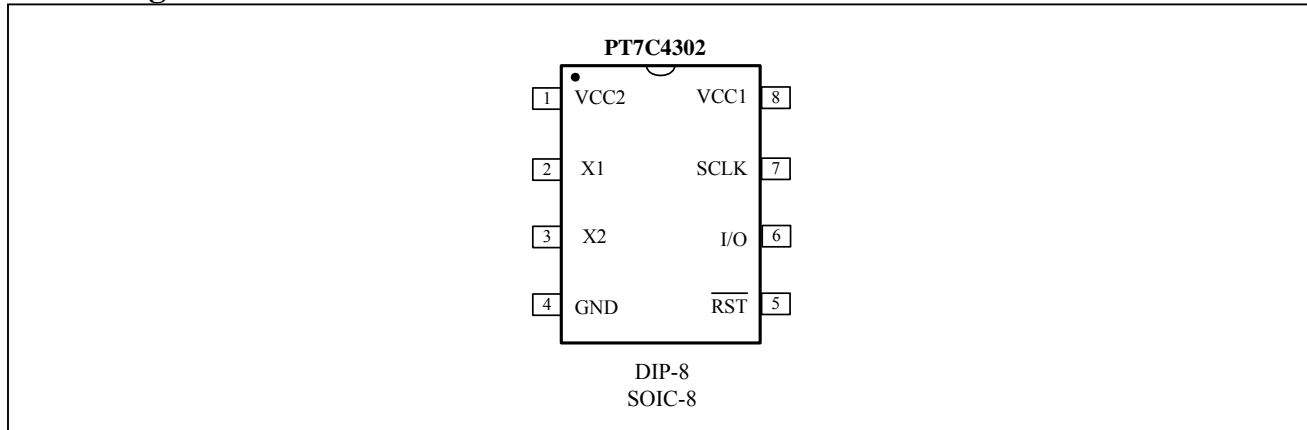 PT7C4302
1 VCC2 VCC1 8
2 X1 SCLK 7
3 X2 I/O 6
4 GND RST 5
DIP-8
SOIC-8